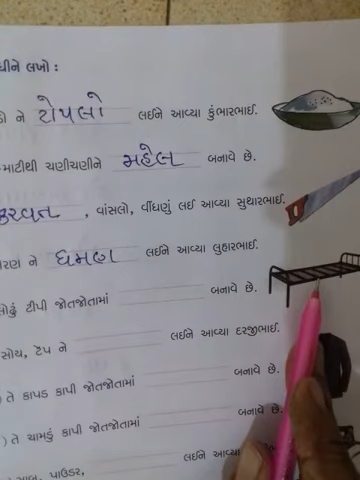 લખો :
ને ટોપલો લઈને આવ્યા કુંભારભાઈ.
માટીથી ચણીચણીને મહેલ બનાવે છે.
કરવત , વાંસલો, વીંધણું લઈ આવ્યા સુથારભાઈ.
ને ધમણ લઈને આવ્યા લુહારભાઈ.
ટીપી જોતજોતામાં બનાવે છે.
સોય, ટેપ ને લઈને આવ્યા દરજીભાઈ.
) તે કાપડ કાપી જોતજોતામાં બનાવે છે.
) તે ચામડું કાપી જોતજોતામાં બનાવે છે.
પાઉડર, લઈને આવ્યા